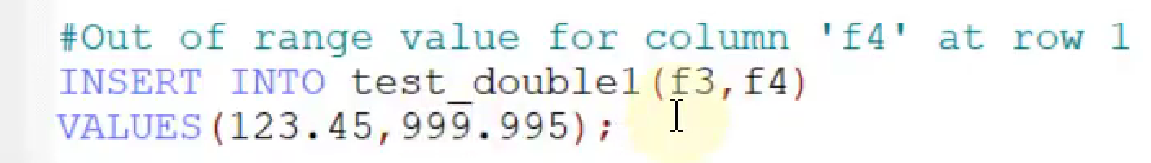 #Out of range value for column 'f4' at row 1
INSERT INTO test_double1(f3,f4)
VALUES(123.45,999.995);